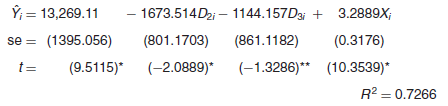 Ŷᵢ = 13,269.11 − 1673.514D₂ᵢ − 1144.157D₃ᵢ + 3.2889Xᵢ
se = (1395.056) (801.1703) (861.1182) (0.3176)
t = (9.5115)* (−2.0889)* (−1.3286)** (10.3539)*
R² = 0.7266